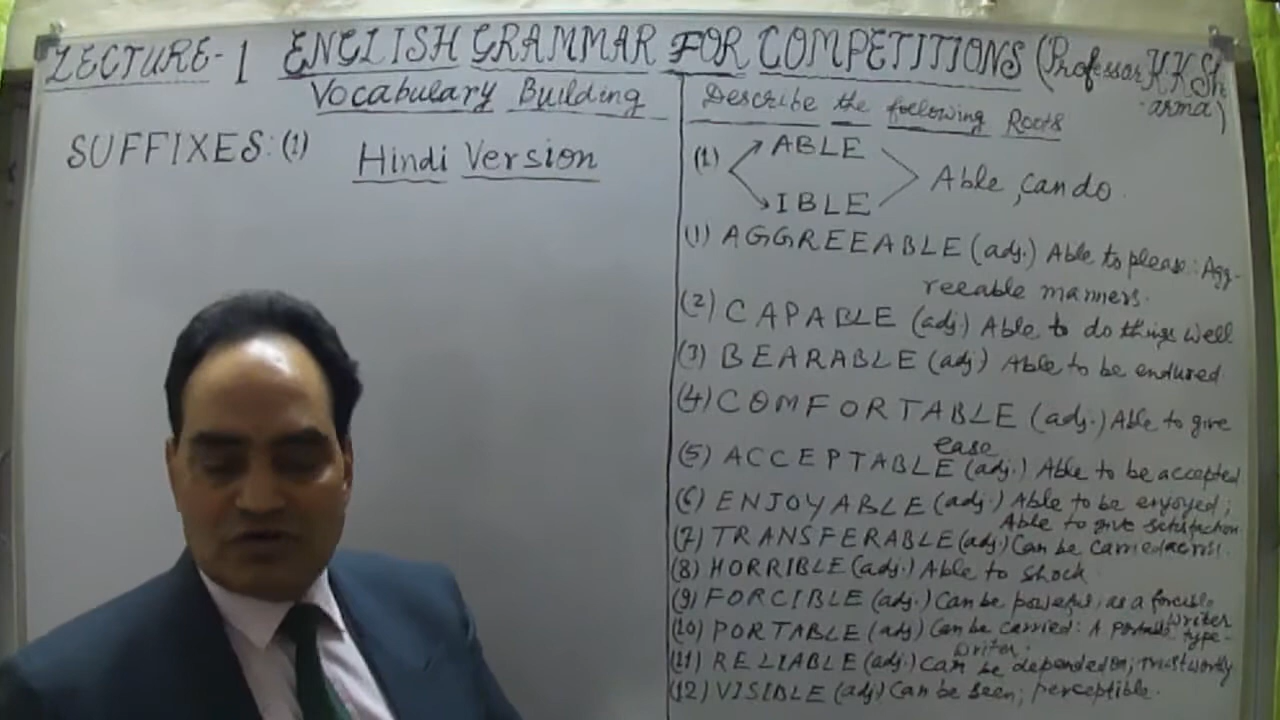 LECTURE-1 ENGLISH GRAMMAR FOR COMPETITIONS (Professor KK Sh
arma)
Vocabulary Building
SUFFIXES: (1) Hindi Version
Describe the following Roots
(1) ABLE
IBLE
Able, can do.
(1) AGGREEABLE (adj.) Able to please: Agg-
reeable manners.
(2) CAPABLE (adj.) Able to do things well
(3) BEARABLE (adj) Able to be endured
(4) COMFORTABLE (adj.) Able to give
ease
(5) ACCEPTABLE (adj.) Able to be accepted
(6) ENJOYABLE (adj.) Able to be enjoyed;
Able to give satisfaction
(7) TRANSFERABLE (adj.) Can be carried across.
(8) HORRIBLE (adj.) Able to shock
(9) FORCIBLE (adj.) Can be powerful, as a forcible
writer
(10) PORTABLE (adj) Can be carried: A portable type-
writer.
(11) RELIABLE (adj.) Can be depended on; trustworthy
(12) VISIBLE (adj) Can be seen; perceptible.